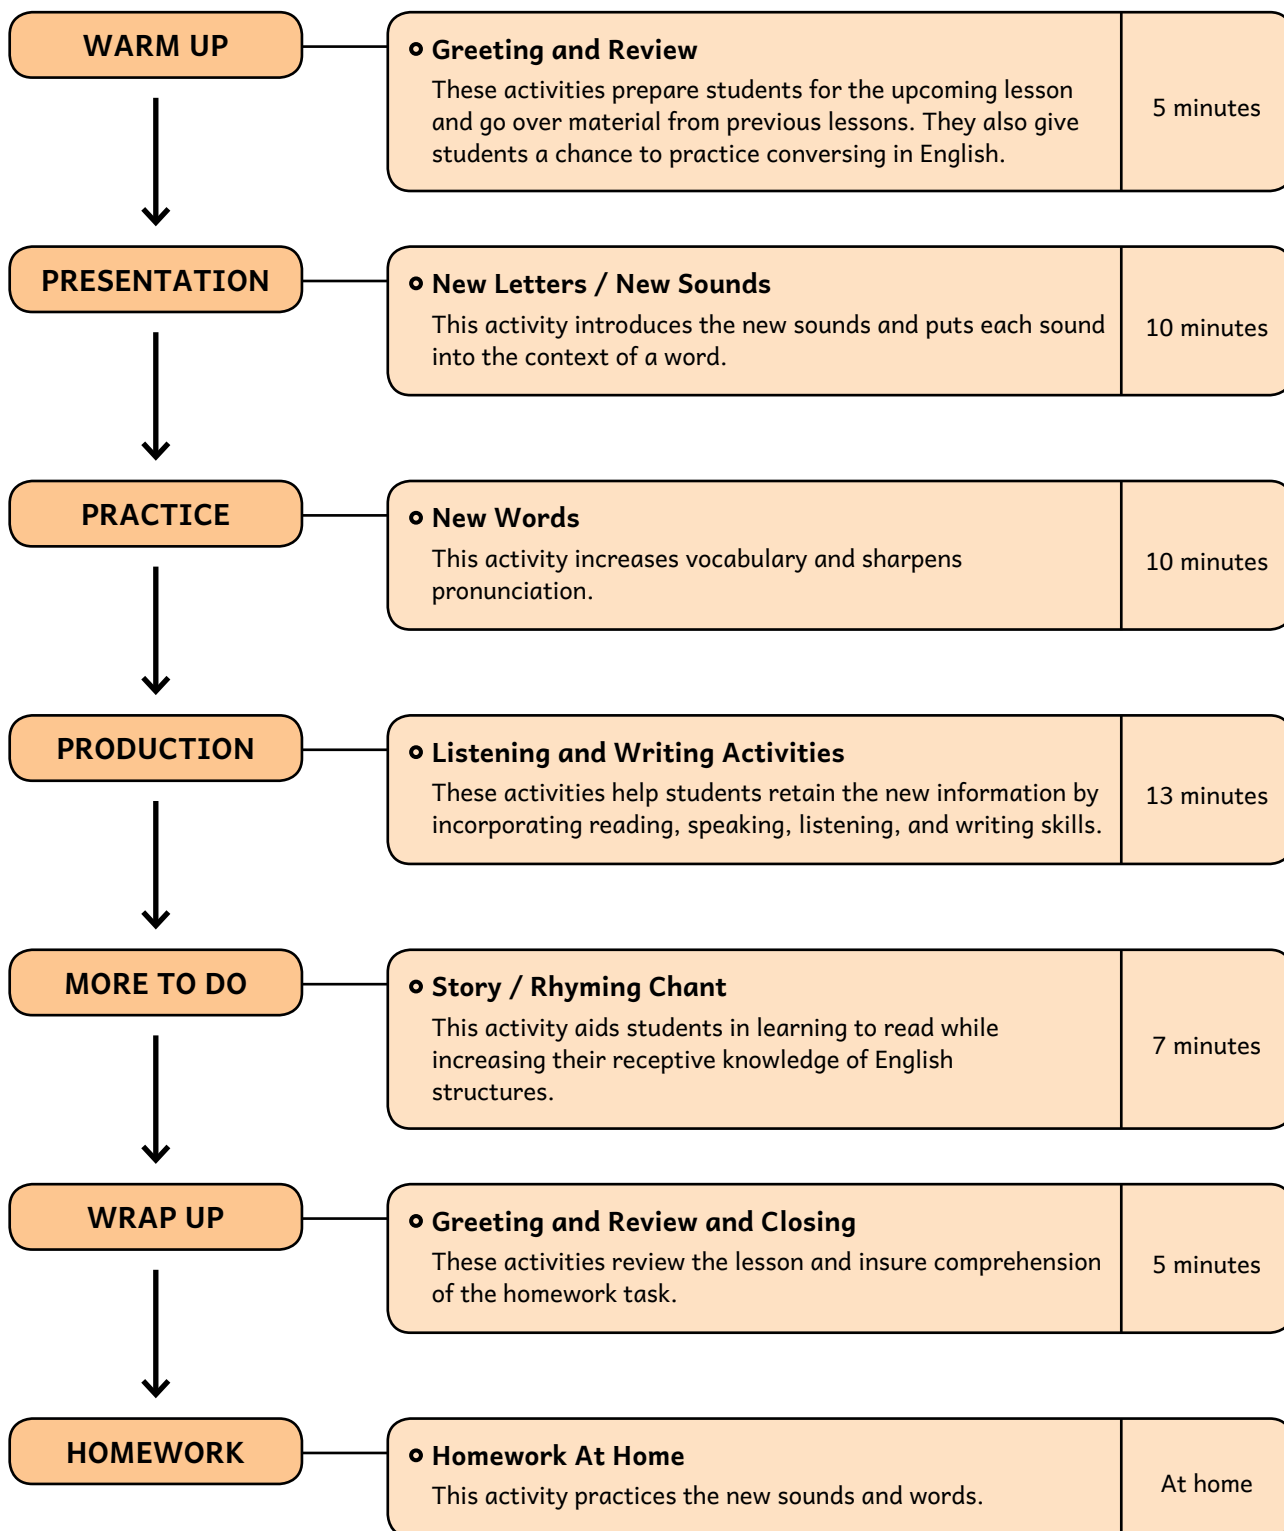 WARM UP
Greeting and Review
These activities prepare students for the upcoming lesson
and go over material from previous lessons. They also give
students a chance to practice conversing in English.
5 minutes
PRESENTATION
New Letters / New Sounds
This activity introduces the new sounds and puts each sound
into the context of a word.
10 minutes
PRACTICE
New Words
This activity increases vocabulary and sharpens
pronunciation.
10 minutes
PRODUCTION
Listening and Writing Activities
These activities help students retain the new information by
incorporating reading, speaking, listening, and writing skills.
13 minutes
MORE TO DO
Story / Rhyming Chant
This activity aids students in learning to read while
increasing their receptive knowledge of English
structures.
7 minutes
WRAP UP
Greeting and Review and Closing
These activities review the lesson and insure comprehension
of the homework task.
5 minutes
HOMEWORK
Homework At Home
This activity practices the new sounds and words.
At home